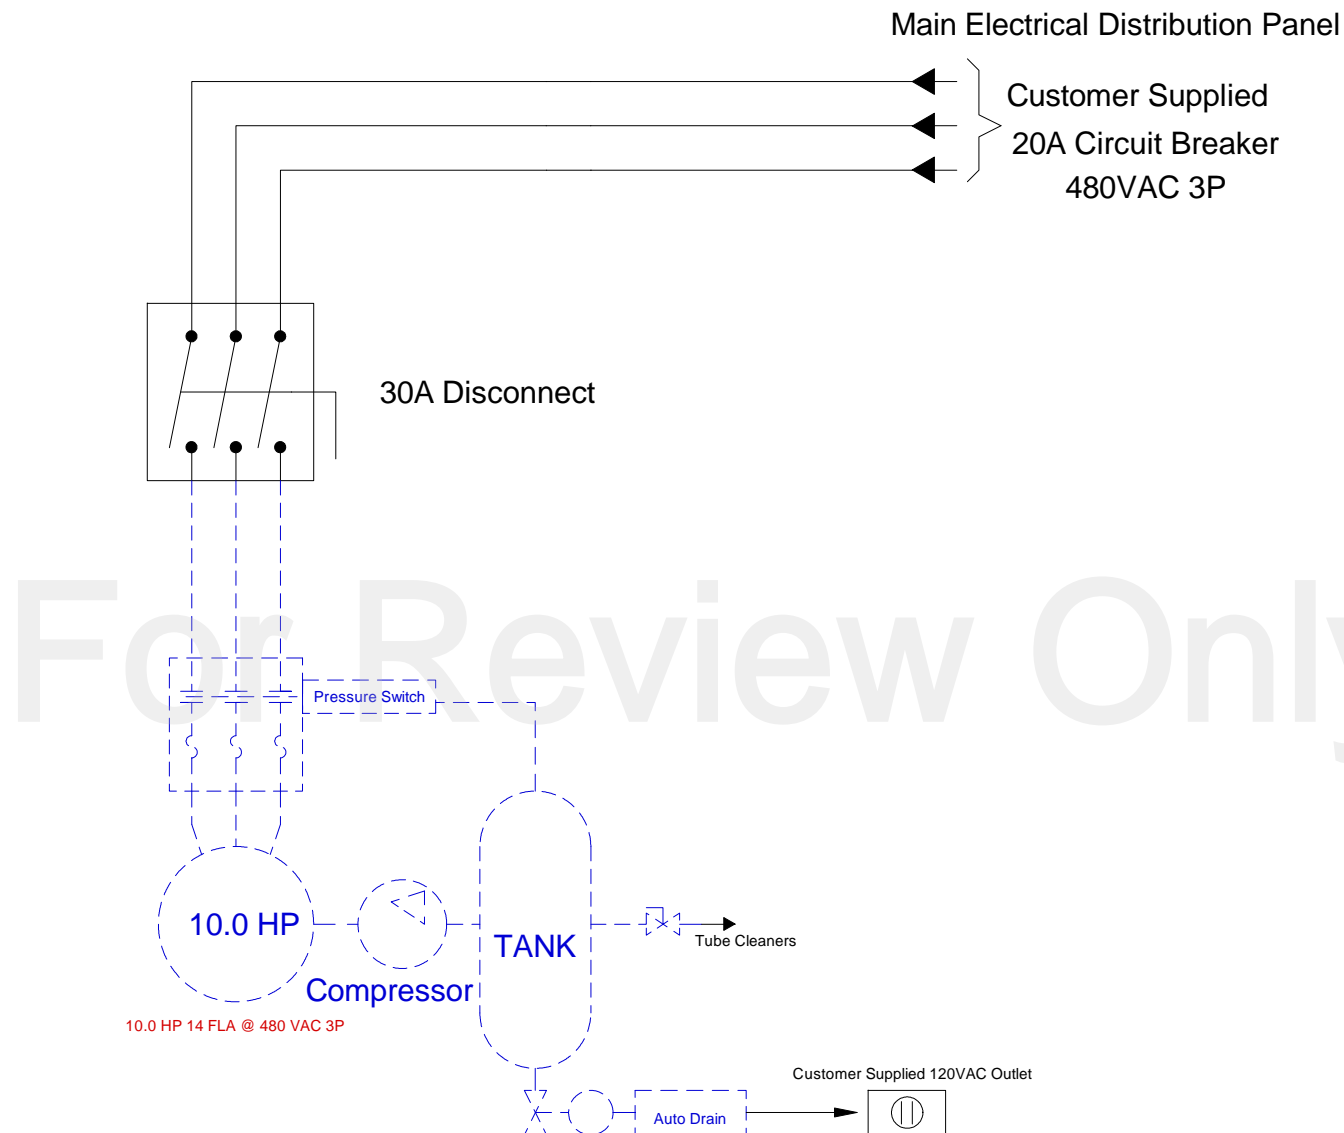 Main Electrical Distribution Panel
Customer Supplied
20A Circuit Breaker
480VAC 3P
30A Disconnect
For Review Only
Pressure Switch
10.0 HP
TANK
Tube Cleaners
Compressor
10.0 HP 14 FLA @ 480 VAC 3P
Customer Supplied 120VAC Outlet
Auto Drain